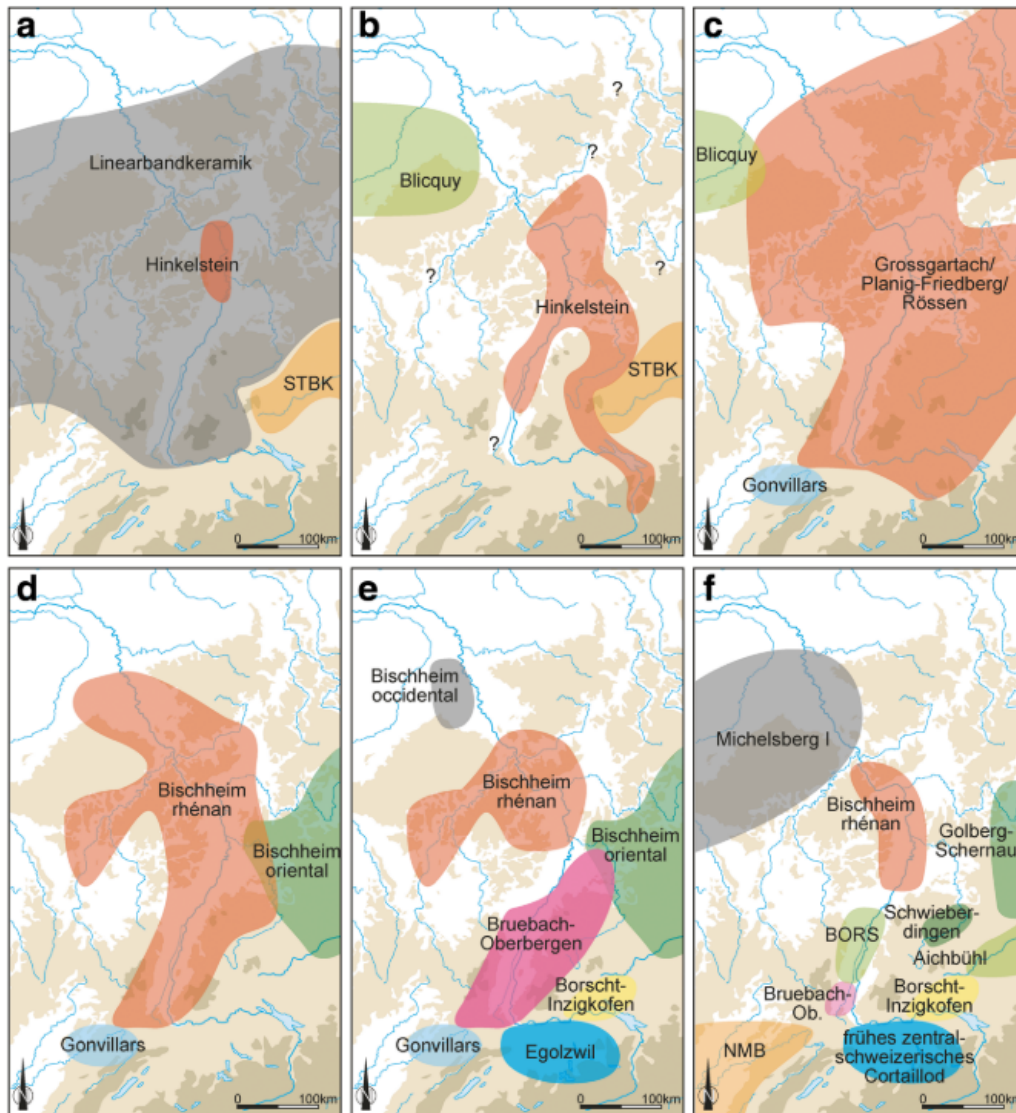 a
Linearbandkeramik
Hinkelstein
STBK
N
0 100km
b
?
?
Blicquy
?
?
Hinkelstein
STBK
?
N
0 100km
c
Blicquy
Grossgartach/
Planig-Friedberg/
Rössen
Gonvillars
N
0 100km
d
Bischheim
rhénan
Bischheim
oriental
Gonvillars
N
0 100km
e
Bischheim
occidental
Bischheim
rhénan
Bischheim
oriental
Bruebach-
Oberbergen
Borscht-
Inzigkofen
Gonvillars
Egolzwil
N
0 100km
f
Michelsberg I
Bischheim
rhénan
Golberg-
Schernau
Schwieber-
dingen
BORS
Aichbühl
Bruebach-
Ob.
Borscht-
Inzigkofen
NMB
frühes zentral-
schweizerisches
Cortaillod
N
0 100km